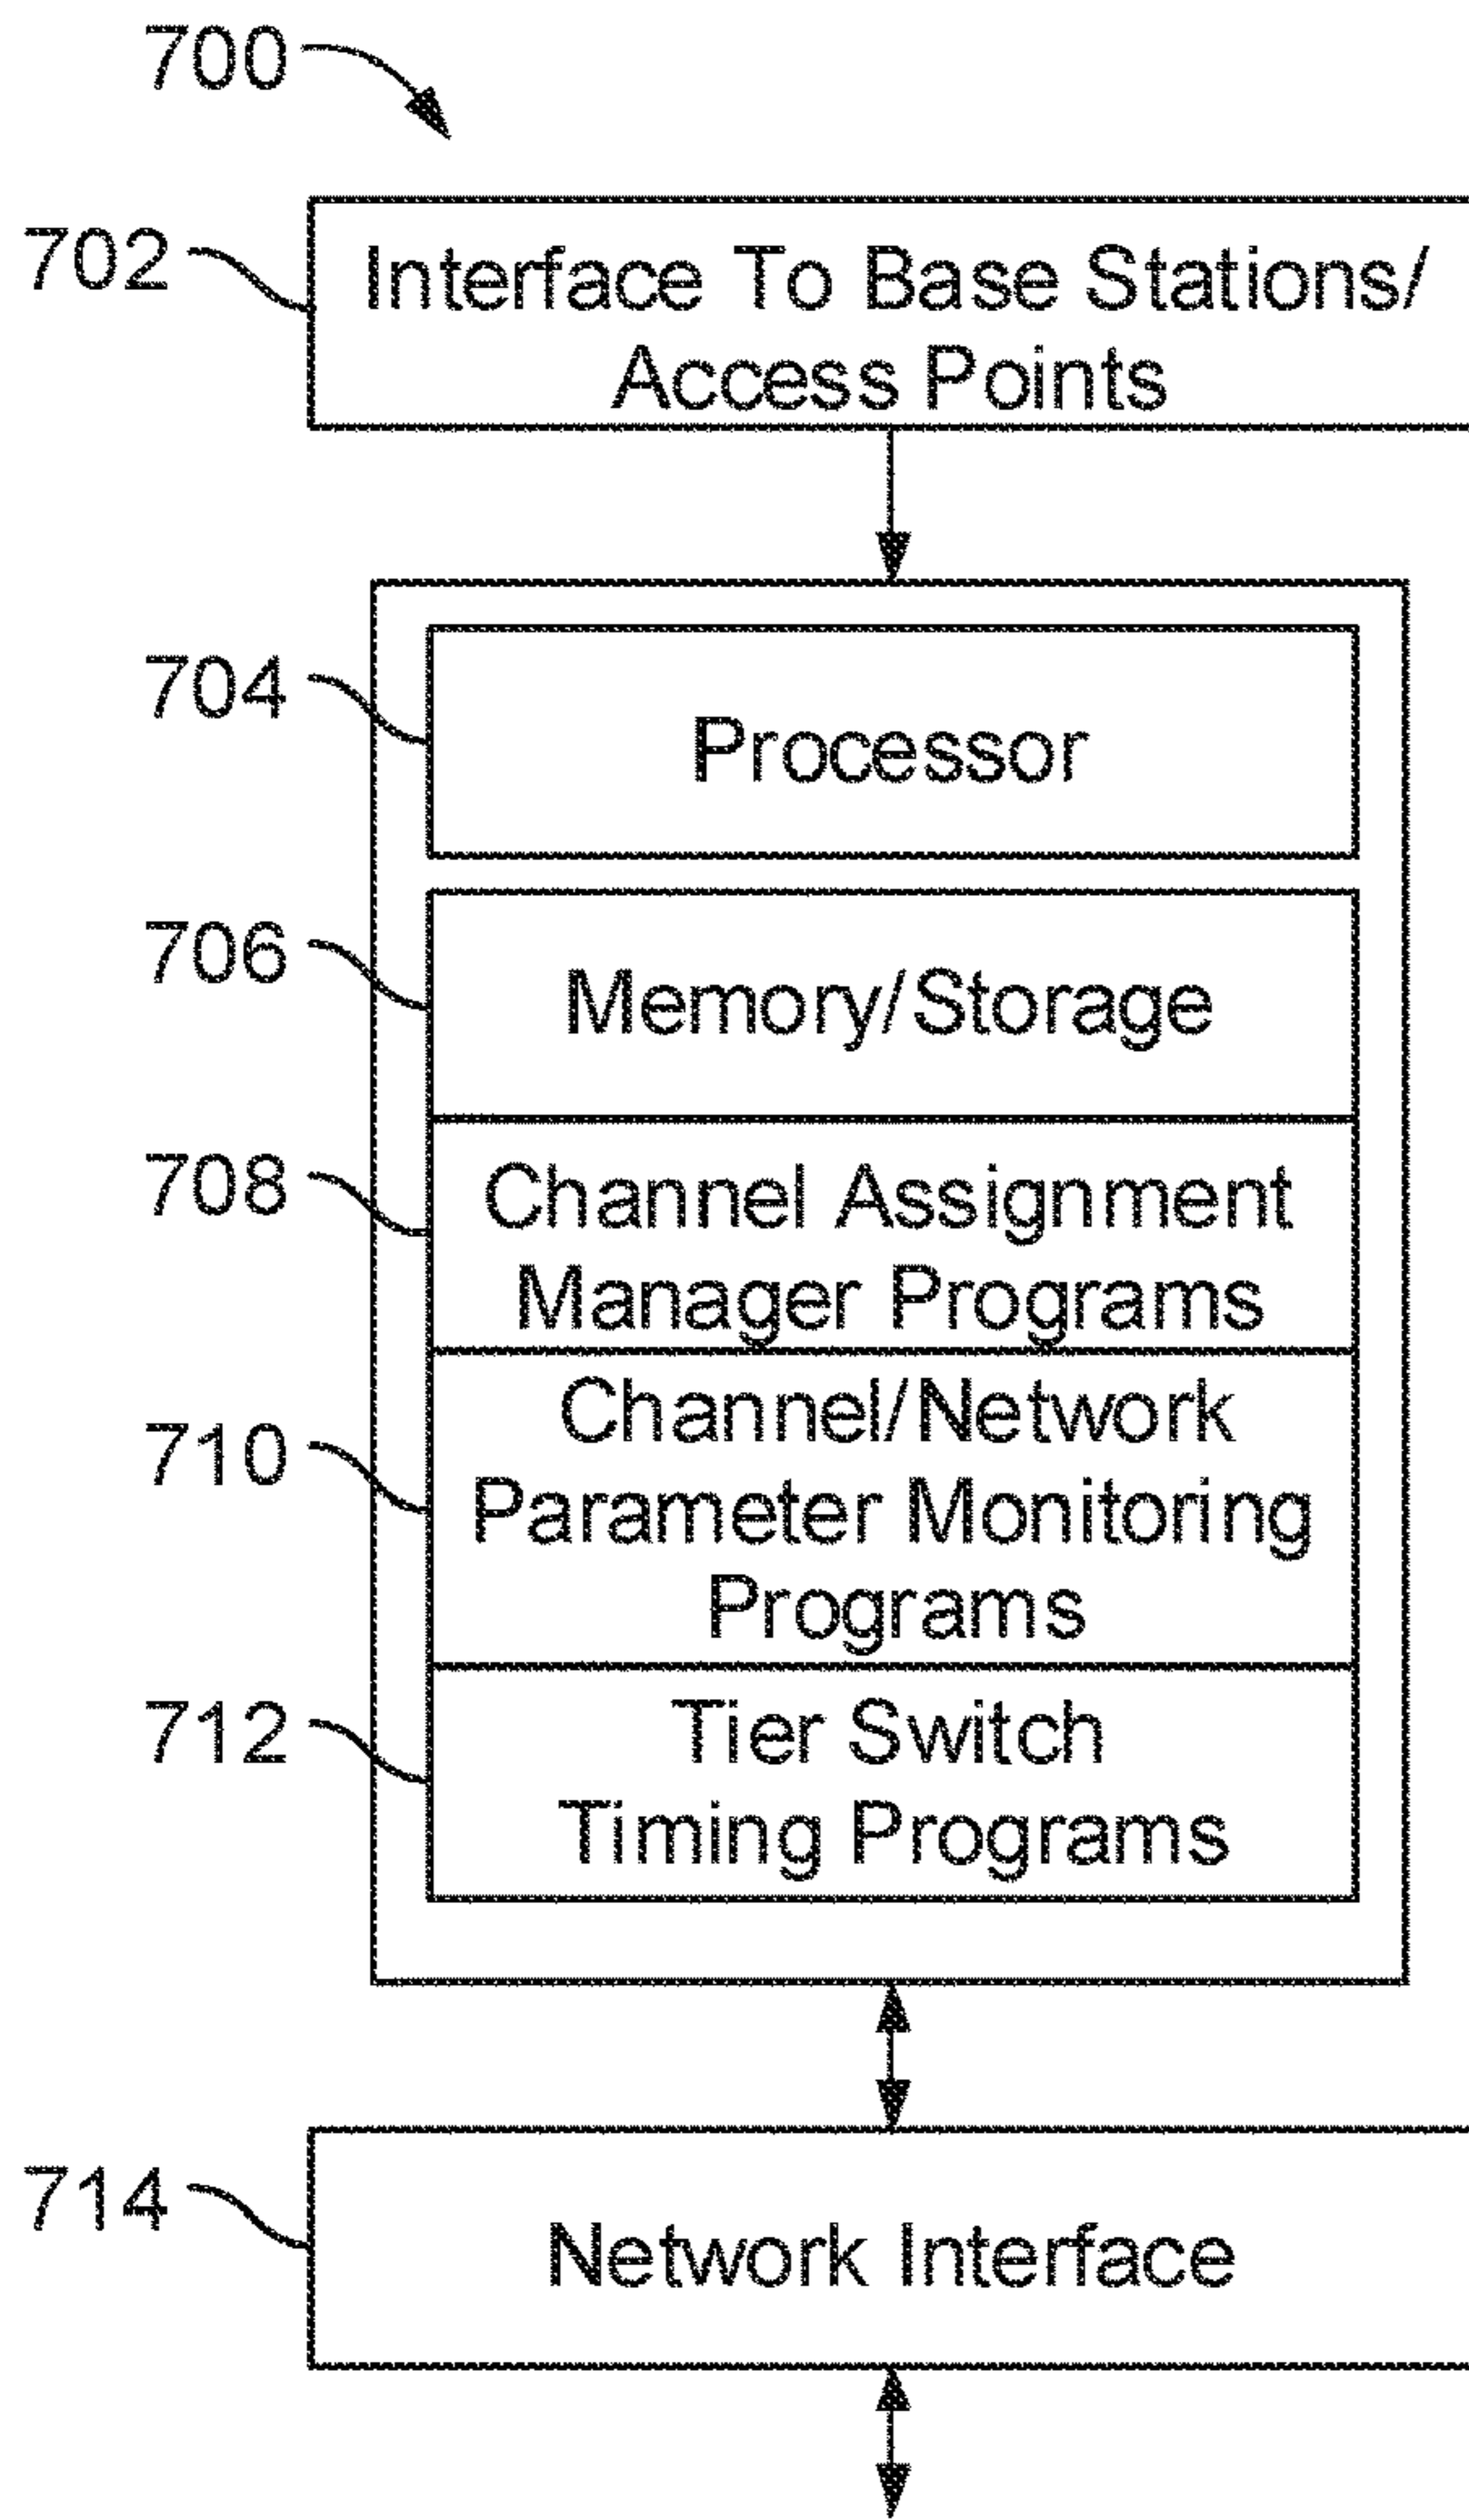 700
702
Interface To Base Stations/
Access Points
704
Processor
706
Memory/Storage
708
Channel Assignment
Manager Programs
710
Channel/Network
Parameter Monitoring
Programs
712
Tier Switch
Timing Programs
714
Network Interface